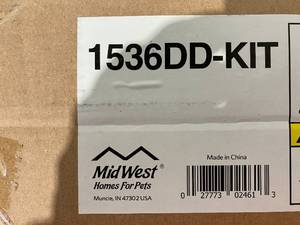 1536DD-KIT
MidWest®
Homes For Pets
Muncie, IN 47302 USA
Made in China
0 27773 02461 3